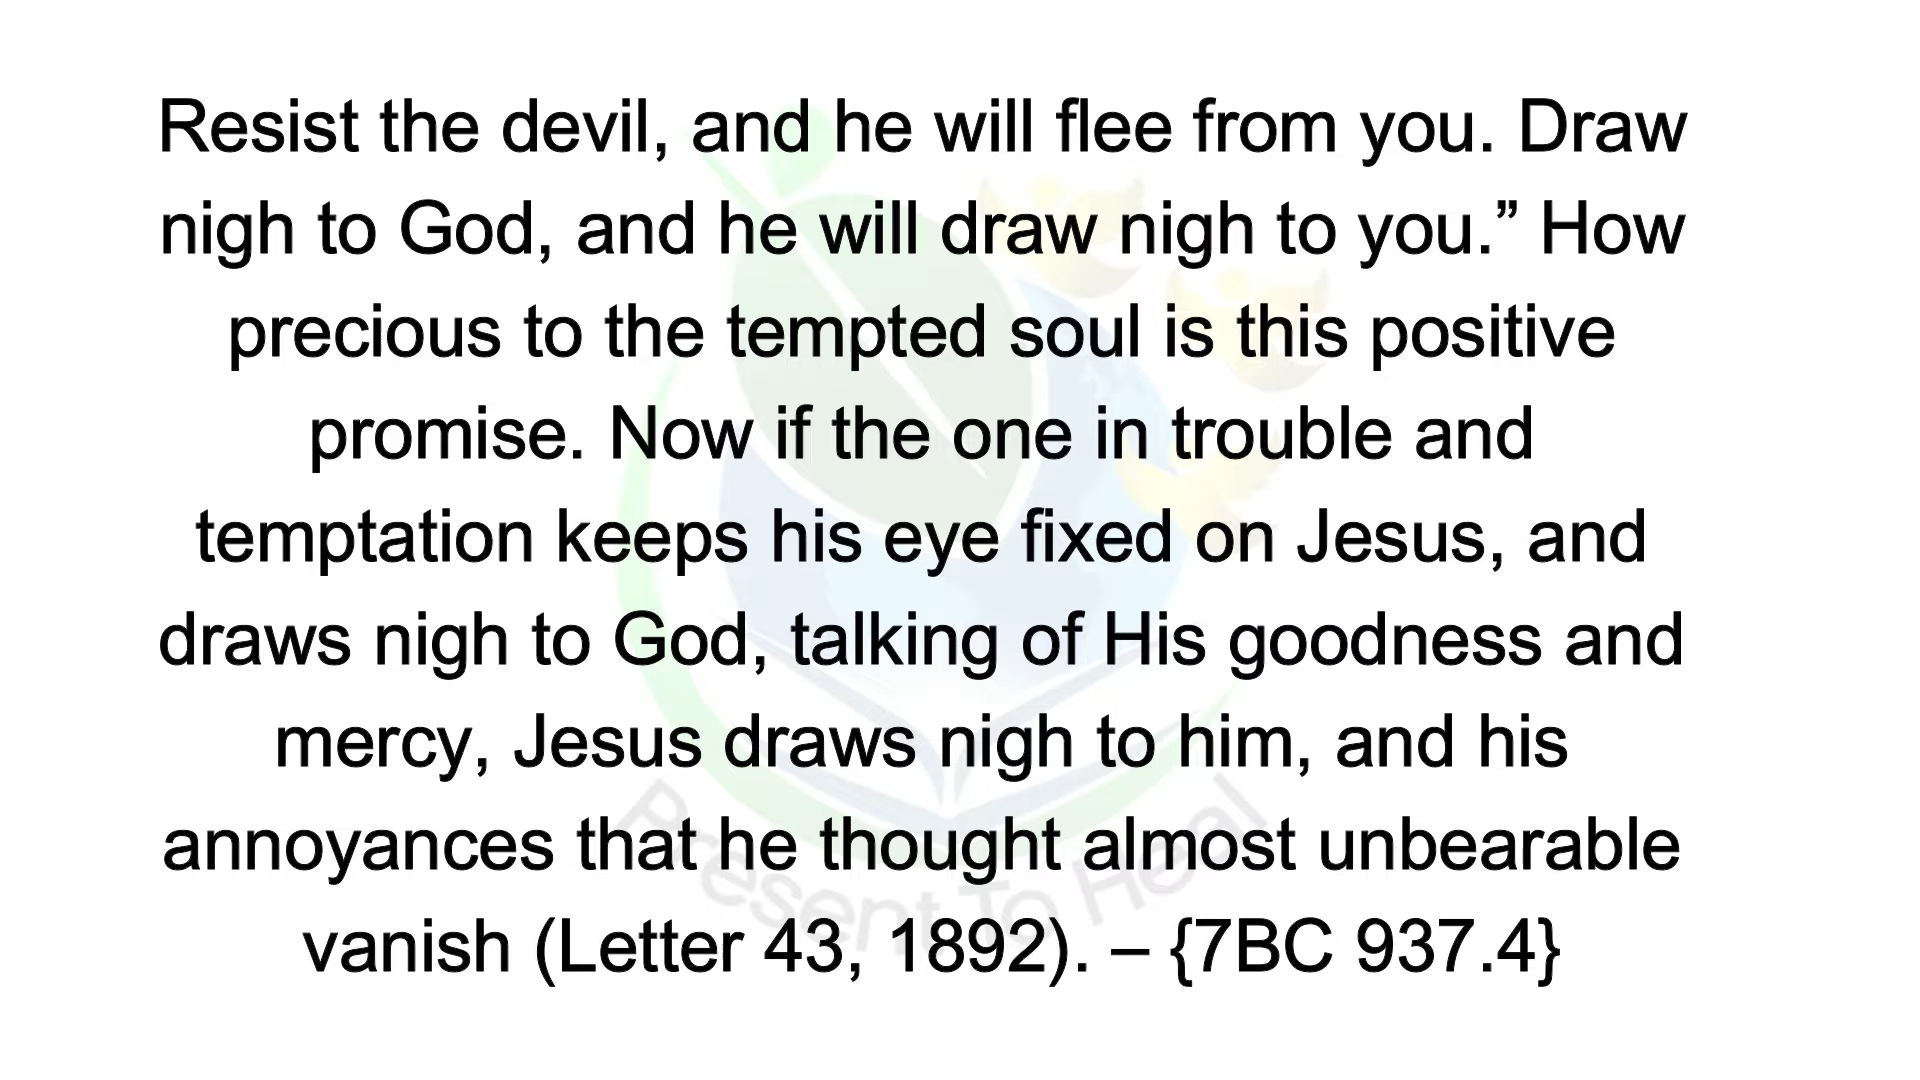 Resist the devil, and he will flee from you. Draw
nigh to God, and he will draw nigh to you.” How
precious to the tempted soul is this positive
promise. Now if the one in trouble and
temptation keeps his eye fixed on Jesus, and
draws nigh to God, talking of His goodness and
mercy, Jesus draws nigh to him, and his
annoyances that he thought almost unbearable
vanish (Letter 43, 1892). – {7BC 937.4}
Present To Heal